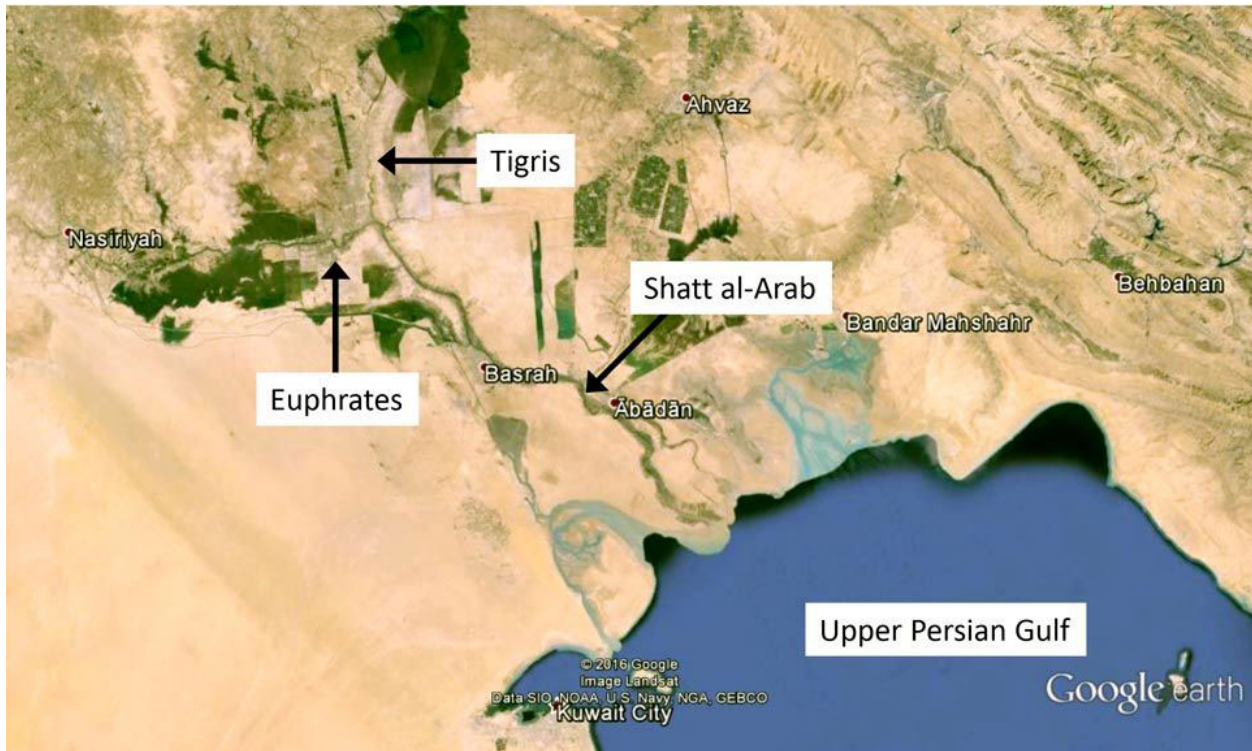 Ahvaz
Tigris
Nasiriyah
Shatt al-Arab
Behbahan
Bandar Mahshahr
Basrah
Euphrates
Ābādān
Upper Persian Gulf
© 2016 Google
Image Landsat
Data SIO, NOAA, U.S. Navy, NGA, GEBCO
Google earth
Kuwait City